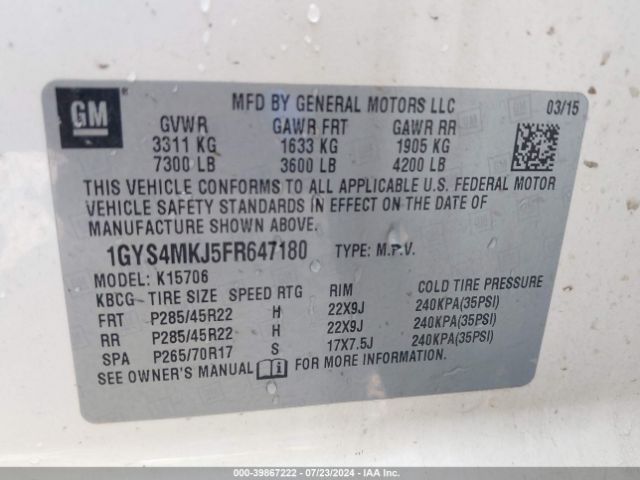 GM
MFD BY GENERAL MOTORS LLC 03/15
GVWR GAWR FRT GAWR RR
3311 KG 1633 KG 1905 KG
7300 LB 3600 LB 4200 LB
THIS VEHICLE CONFORMS TO ALL APPLICABLE U.S. FEDERAL MOTOR
VEHICLE SAFETY STANDARDS IN EFFECT ON THE DATE OF
MANUFACTURE SHOWN ABOVE.
1GYS4MKJ5FR647180 TYPE: M.P.V.
MODEL: K15706
KBCG TIRE SIZE SPEED RTG RIM COLD TIRE PRESSURE
FRT P285/45R22 H 22X9J 240KPA(35PSI)
RR P285/45R22 H 22X9J 240KPA(35PSI)
SPA P265/70R17 S 17X7.5J 240KPA(35PSI)
SEE OWNER'S MANUAL FOR MORE INFORMATION.
000-39867222 - 07/23/2024 - IAA Inc.